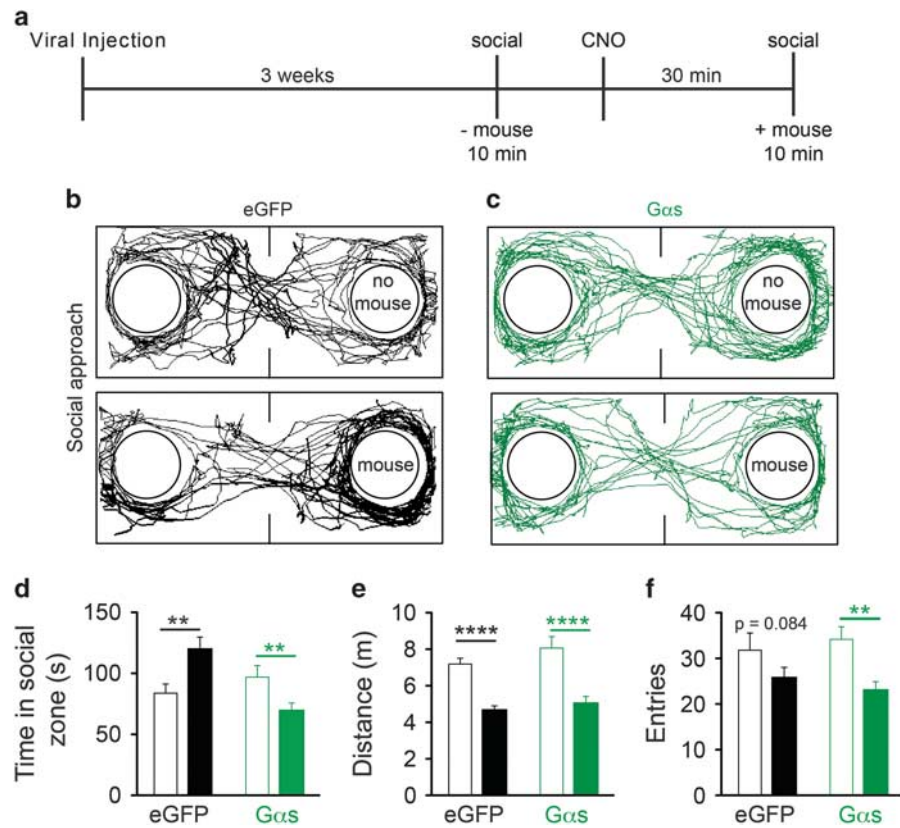 a
Viral Injection
social
CNO
social
3 weeks
30 min
- mouse
10 min
+ mouse
10 min
b
eGFP
c
Gαs
Social approach
no
mouse
no
mouse
mouse
mouse
d
Time in social
zone (s)
150
100
50
0
**
**
eGFP
Gαs
e
Distance (m)
10
8
6
4
2
0
****
****
eGFP
Gαs
f
Entries
40
30
20
10
0
p = 0.084
**
eGFP
Gαs